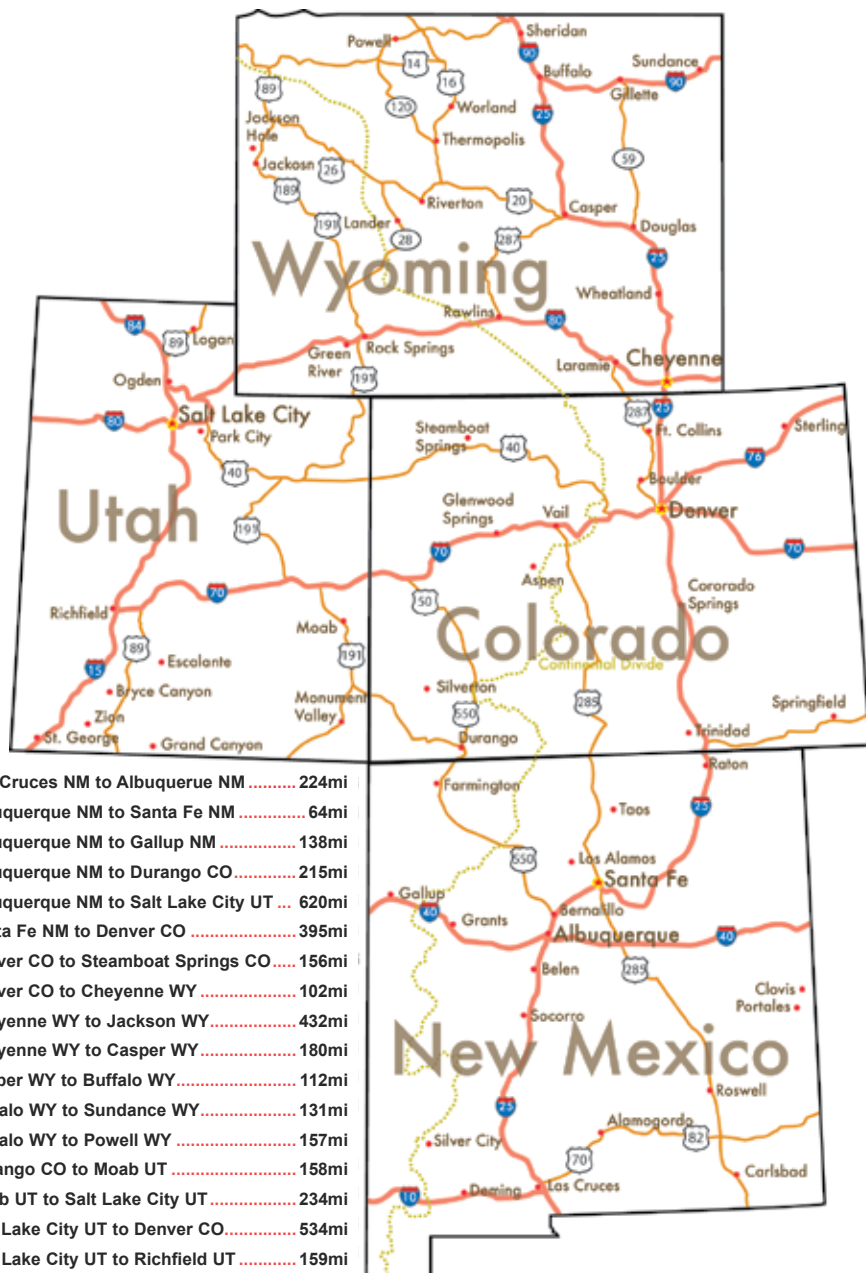 Sheridan
Powell
90
14
Buffalo
Sundance
89
16
90
Gillette
120
Worland
25
Jackson
Hole
Thermopolis
59
Jackosn
26
189
Riverton
20
Casper
191
Lander
28
287
Douglas
25
Wyoming
Wheatland
Rawlins
80
84
89
Logan
Green
River
Rock Springs
Laramie
Cheyenne
Ogden
191
25
287
Salt Lake City
80
Park City
Steamboat
Springs
40
Ft. Collins
Sterling
76
40
Boulder
Utah
Glenwood
Springs
Vail
Denver
191
70
70
70
Aspen
50
Cororado
Springs
Richfield
Moab
Colorado
89
191
Escalante
Continental Divide
15
Bryce Canyon
Silverton
Monument
Valley
285
Springfield
Zion
550
St. George
Grand Canyon
Durango
Trinidad
Raton
Cruces NM to Albuquerue NM .......... 224mi
uquerque NM to Santa Fe NM .............. 64mi
uquerque NM to Gallup NM ................ 138mi
uquerque NM to Durango CO............. 215mi
uquerque NM to Salt Lake City UT ... 620mi
ta Fe NM to Denver CO ...................... 395mi
ver CO to Steamboat Springs CO..... 156mi
ver CO to Cheyenne WY .................... 102mi
yenne WY to Jackson WY.................. 432mi
yenne WY to Casper WY.................... 180mi
per WY to Buffalo WY......................... 112mi
alo WY to Sundance WY..................... 131mi
alo WY to Powell WY ......................... 157mi
ango CO to Moab UT .......................... 158mi
b UT to Salt Lake City UT.................. 234mi
Lake City UT to Denver CO............... 534mi
Lake City UT to Richfield UT ............ 159mi
Farmington
Taos
25
550
Los Alamos
Santa Fe
Gallup
40
Grants
Bernalillo
Albuquerque
40
Belen
285
Clovis
Portales
Socorro
New Mexico
Roswell
25
Alamogordo
82
Silver City
70
Carlsbad
10
Deming
Las Cruces